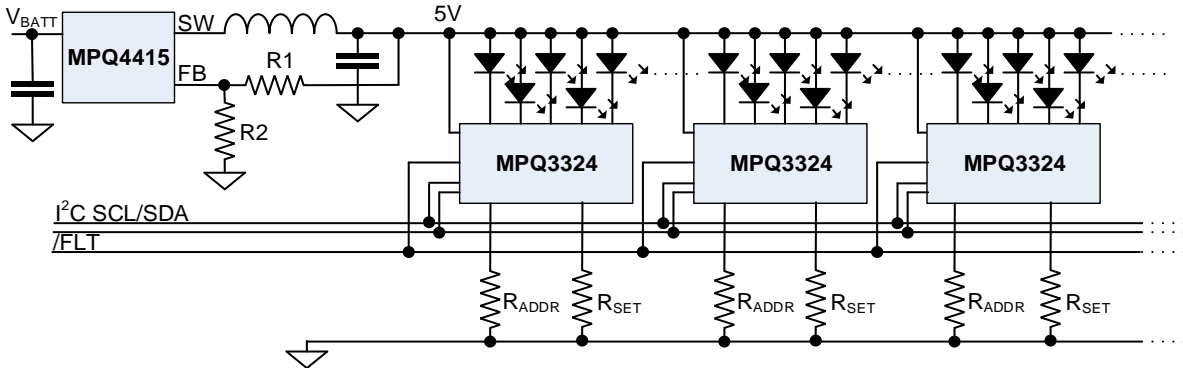 V_BATT
SW
5V
MPQ4415
R1
FB
R2
MPQ3324
MPQ3324
MPQ3324
I²C SCL/SDA
/FLT
R_ADDR
R_SET
R_ADDR
R_SET
R_ADDR
R_SET